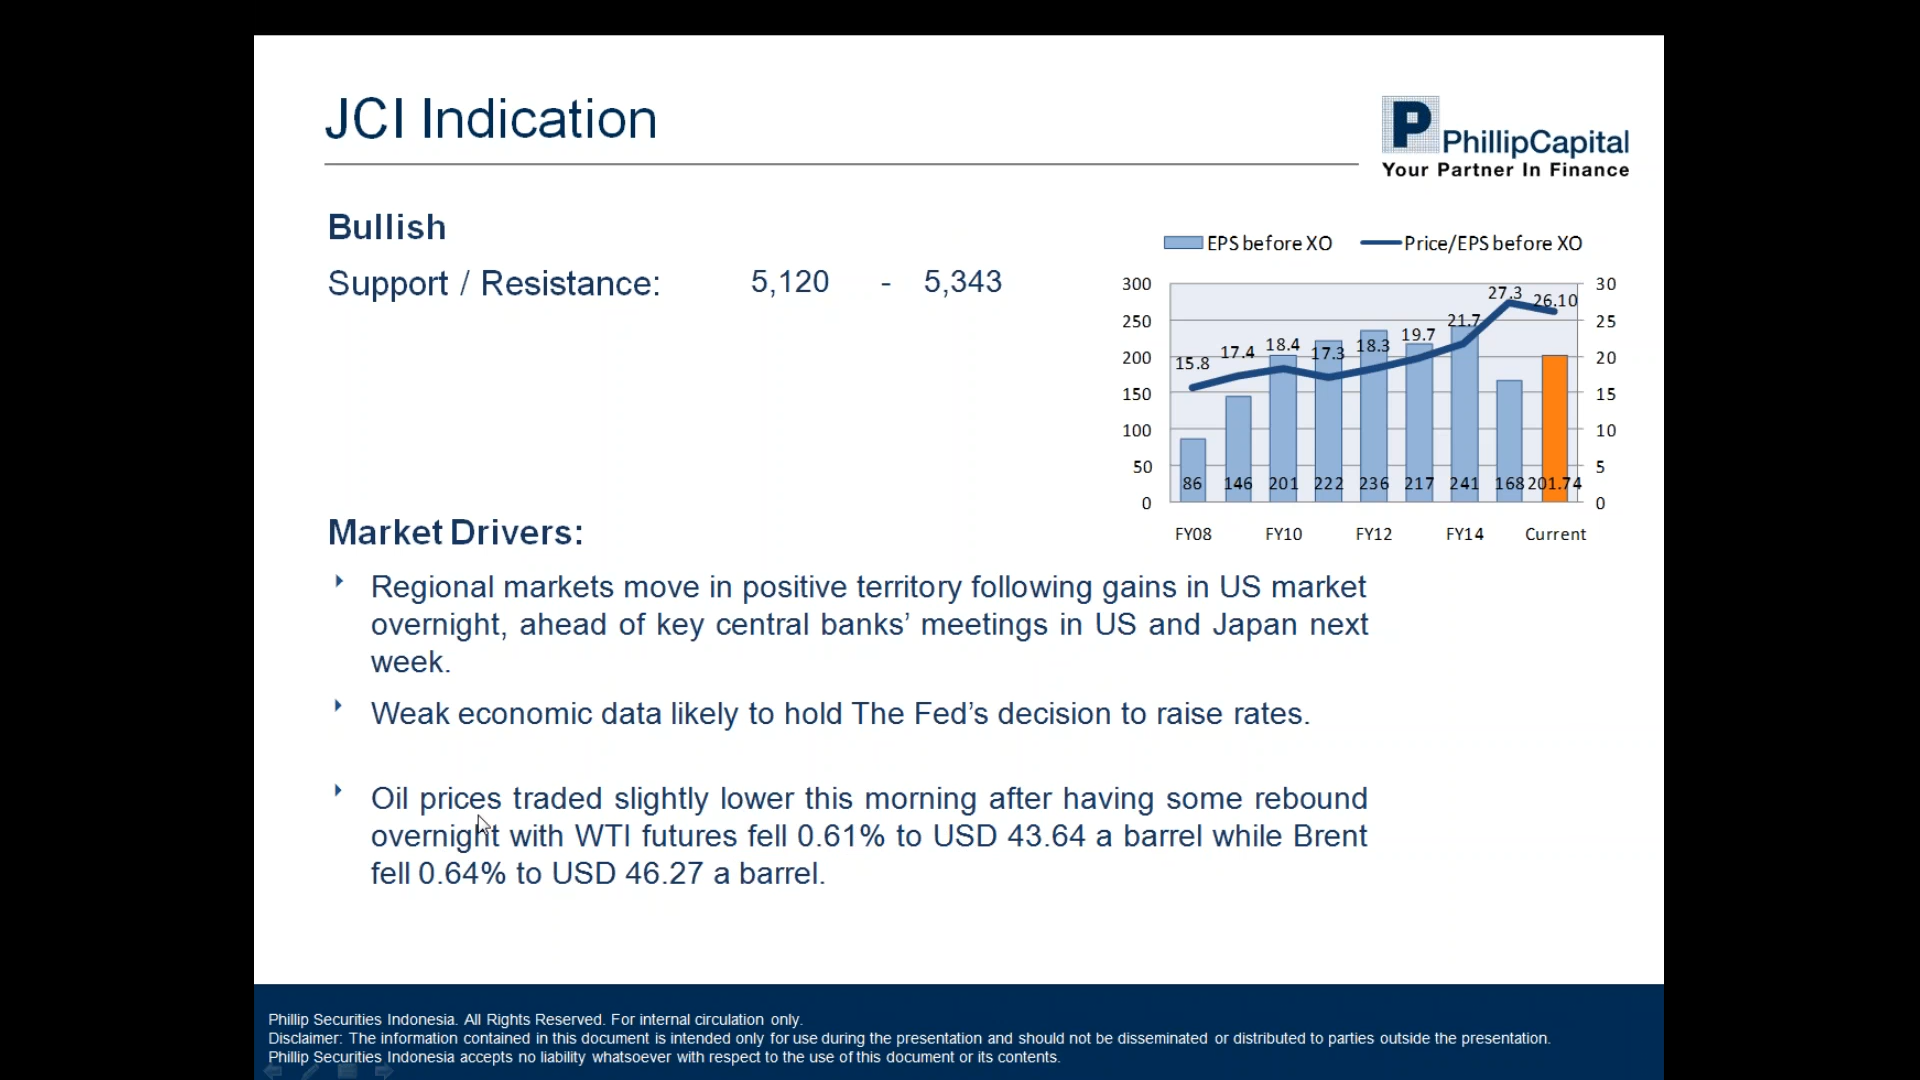 JCI Indication
P PhillipCapital
Your Partner In Finance
Bullish
Support / Resistance: 5,120 - 5,343
EPS before XO Price/EPS before XO
300
250
200
150
100
50
0
30
25
20
15
10
5
0
15.8 17.4 18.4 17.3 18.3 19.7 21.7 27.3 26.10
86 146 201 222 236 217 241 168 201.74
FY08 FY10 FY12 FY14 Current
Market Drivers:
Regional markets move in positive territory following gains in US market
overnight, ahead of key central banks’ meetings in US and Japan next
week.
Weak economic data likely to hold The Fed’s decision to raise rates.
Oil prices traded slightly lower this morning after having some rebound
overnight with WTI futures fell 0.61% to USD 43.64 a barrel while Brent
fell 0.64% to USD 46.27 a barrel.
Phillip Securities Indonesia. All Rights Reserved. For internal circulation only.
Disclaimer: The information contained in this document is intended only for use during the presentation and should not be disseminated or distributed to parties outside the presentation.
Phillip Securities Indonesia accepts no liability whatsoever with respect to the use of this document or its contents.